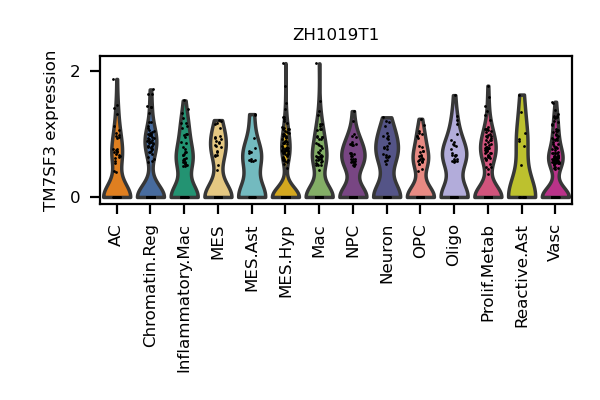 ZH1019T1
TM7SF3 expression
2
0
AC
Chromatin.Reg
Inflammatory.Mac
MES
MES.Ast
MES.Hyp
Mac
NPC
Neuron
OPC
Oligo
Prolif.Metab
Reactive.Ast
Vasc